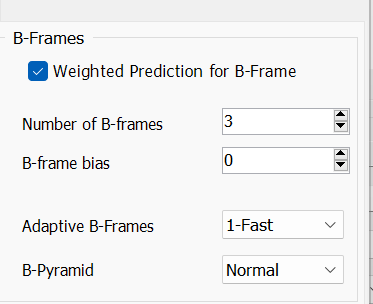 B-Frames
Weighted Prediction for B-Frame
Number of B-frames 3
B-frame bias 0
Adaptive B-Frames 1-Fast
B-Pyramid Normal